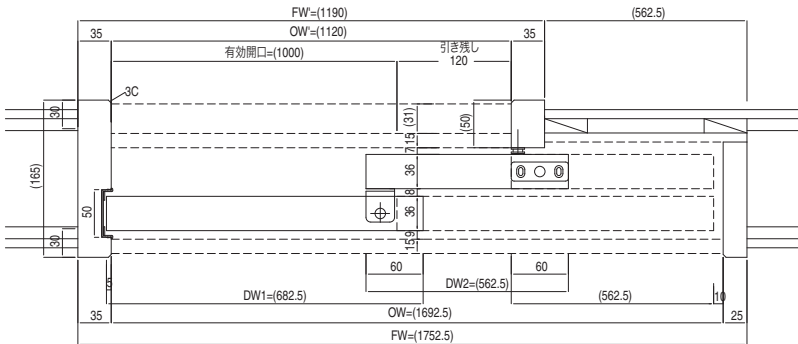 FW'=(1190)
(562.5)
35
OW'=(1120)
35
有効開口=(1000)
引き残し
120
3C
30
(31)
(50)
7 15
(165)
36
8
50
36
30
15 9
60
60
5
DW2=(562.5)
DW1=(682.5)
(562.5)
10
35
OW=(1692.5)
25
FW=(1752.5)